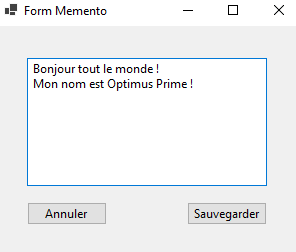 Form Memento
Bonjour tout le monde !
Mon nom est Optimus Prime !
Annuler
Sauvegarder